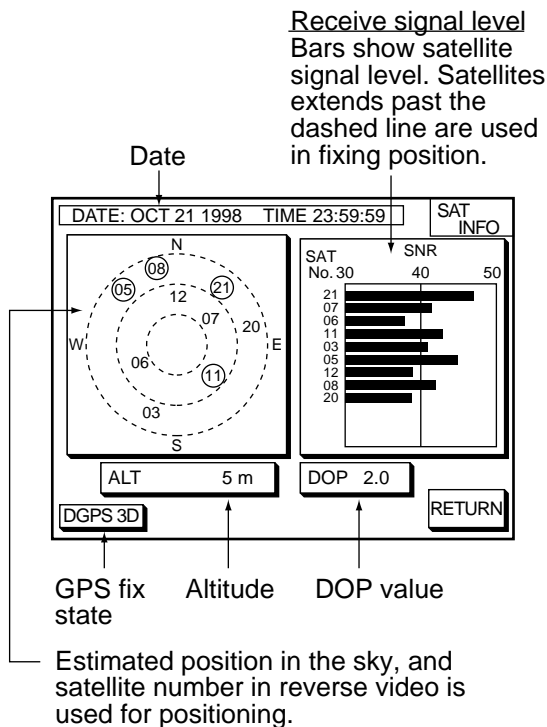 Receive signal level
Bars show satellite
signal level. Satellites
extends past the
dashed line are used
in fixing position.
Date
DATE: OCT 21 1998 TIME 23:59:59
SAT
INFO
N
08
05
21
12
07
20
W
E
06
11
03
S
SNR
SAT
No. 30 40 50
21
07
06
11
03
05
12
08
20
ALT 5 m
DOP 2.0
DGPS 3D
RETURN
GPS fix
state
Altitude
DOP value
Estimated position in the sky, and
satellite number in reverse video is
used for positioning.